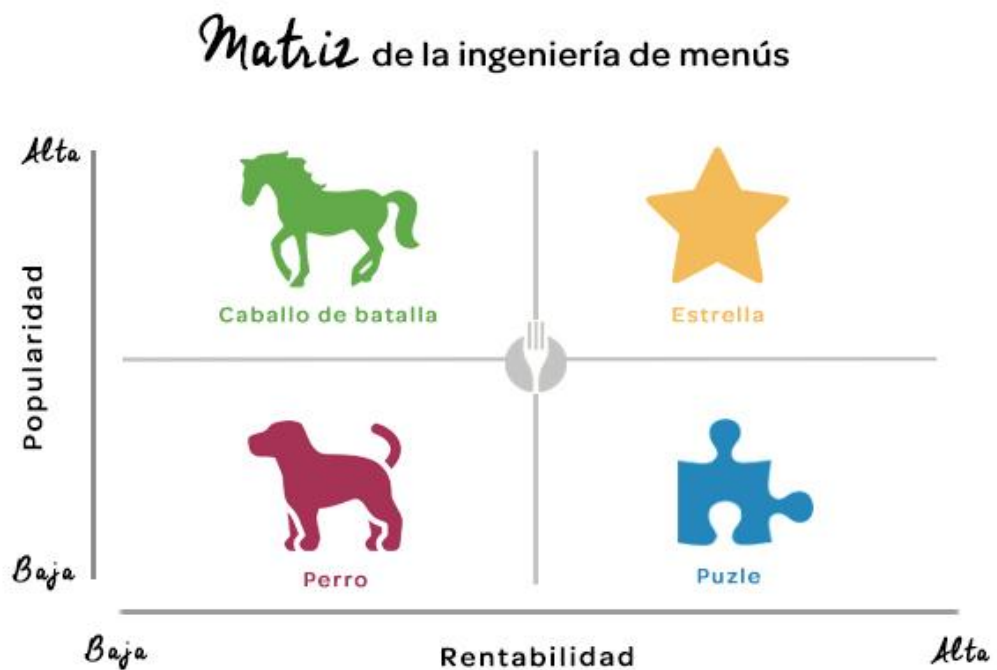 Matriz de la ingeniería de menús
Alta
Popularidad
Caballo de batalla
Estrella
Perro
Puzle
Baja
Baja
Rentabilidad
Alta